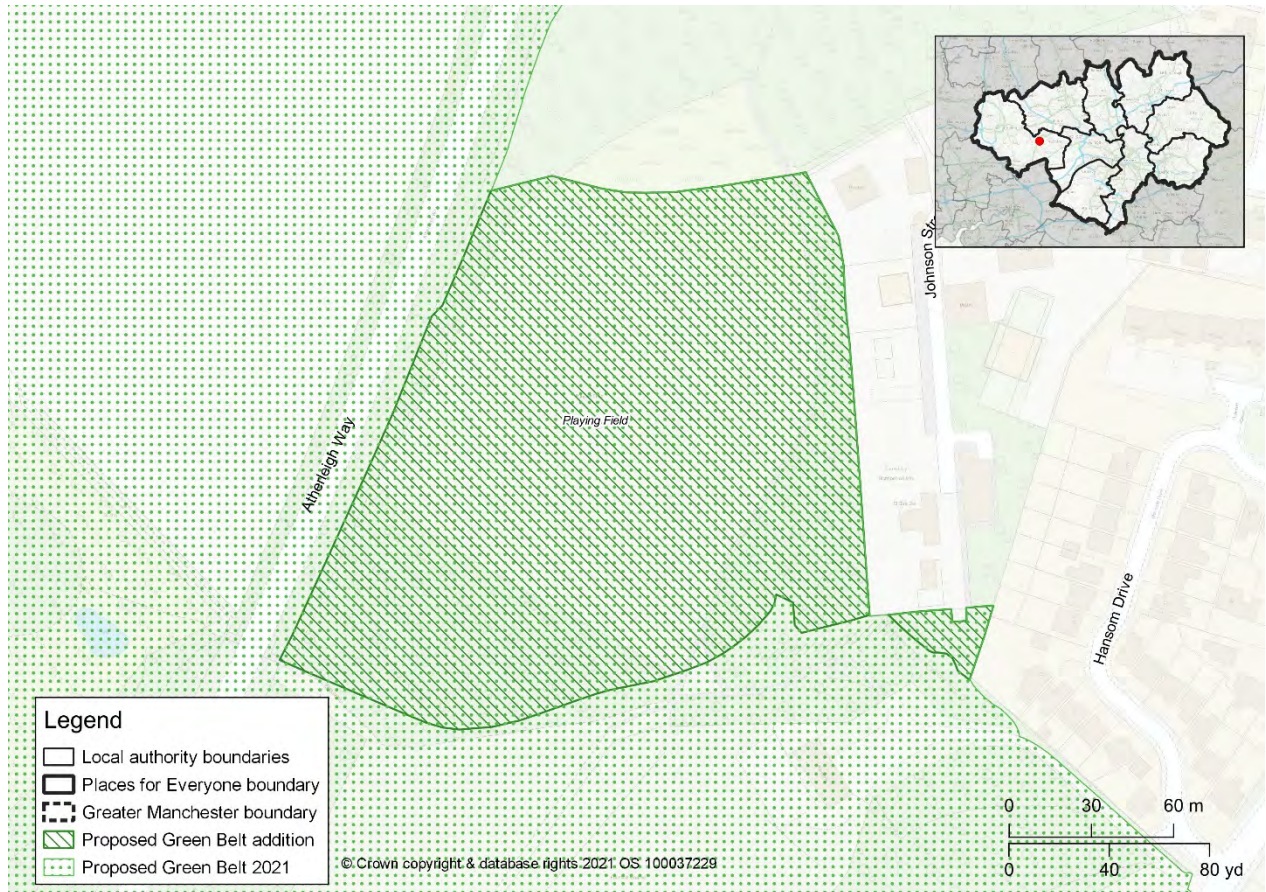 Johnson Str
Playing Field
Atherleigh Way
Hansom Drive
Legend
Local authority boundaries
Places for Everyone boundary
Greater Manchester boundary
Proposed Green Belt addition
Proposed Green Belt 2021
© Crown copyright & database rights 2021 OS 100037229
0 30 60 m
0 40 80 yd